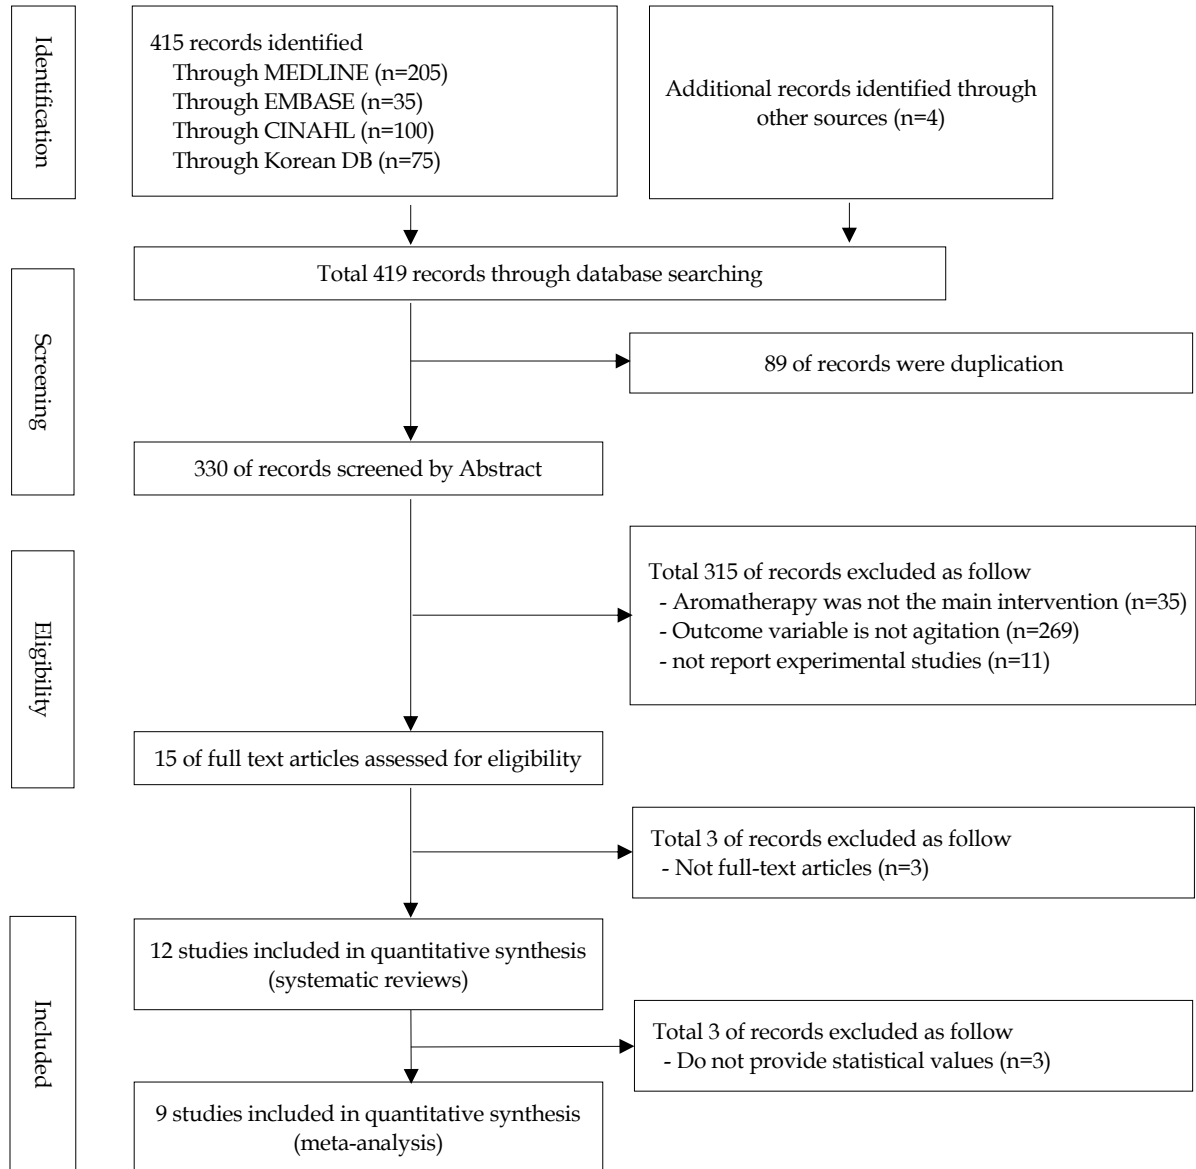 Identification
415 records identified
Through MEDLINE (n=205)
Through EMBASE (n=35)
Through CINAHL (n=100)
Through Korean DB (n=75)
Additional records identified through
other sources (n=4)
Total 419 records through database searching
Screening
89 of records were duplication
330 of records screened by Abstract
Eligibility
Total 315 of records excluded as follow
- Aromatherapy was not the main intervention (n=35)
- Outcome variable is not agitation (n=269)
- not report experimental studies (n=11)
15 of full text articles assessed for eligibility
Total 3 of records excluded as follow
- Not full-text articles (n=3)
Included
12 studies included in quantitative synthesis
(systematic reviews)
Total 3 of records excluded as follow
- Do not provide statistical values (n=3)
9 studies included in quantitative synthesis
(meta-analysis)